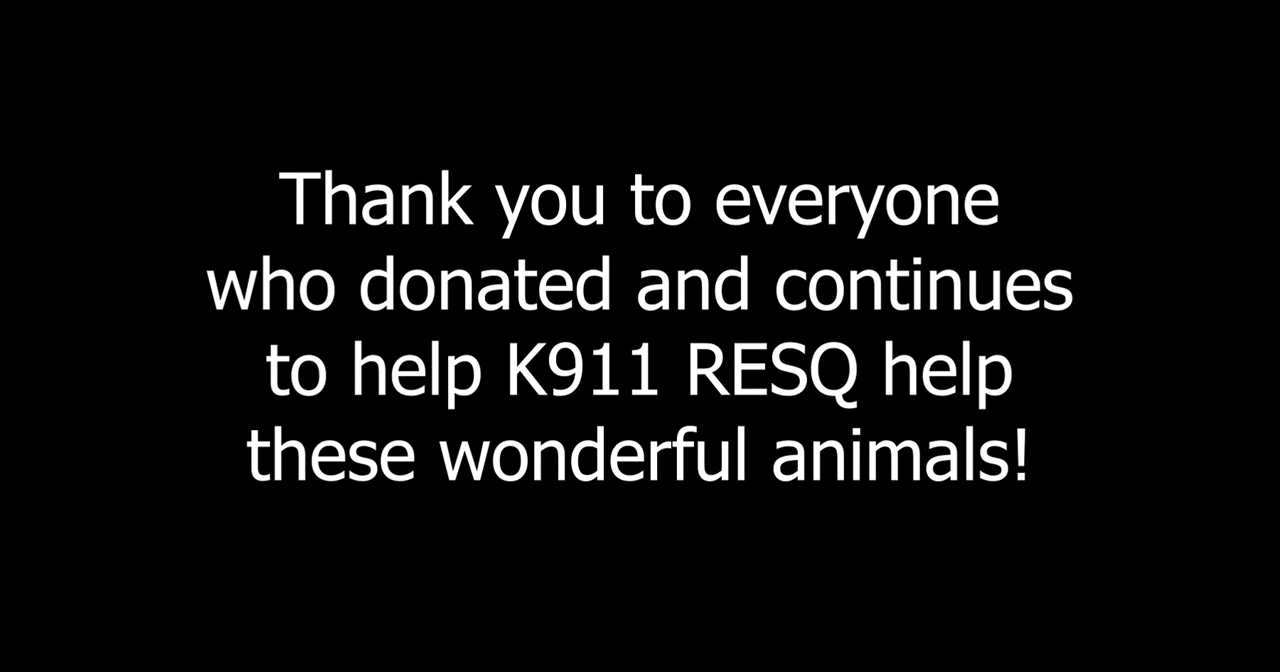 Thank you to everyone
who donated and continues
to help K911 RESQ help
these wonderful animals!